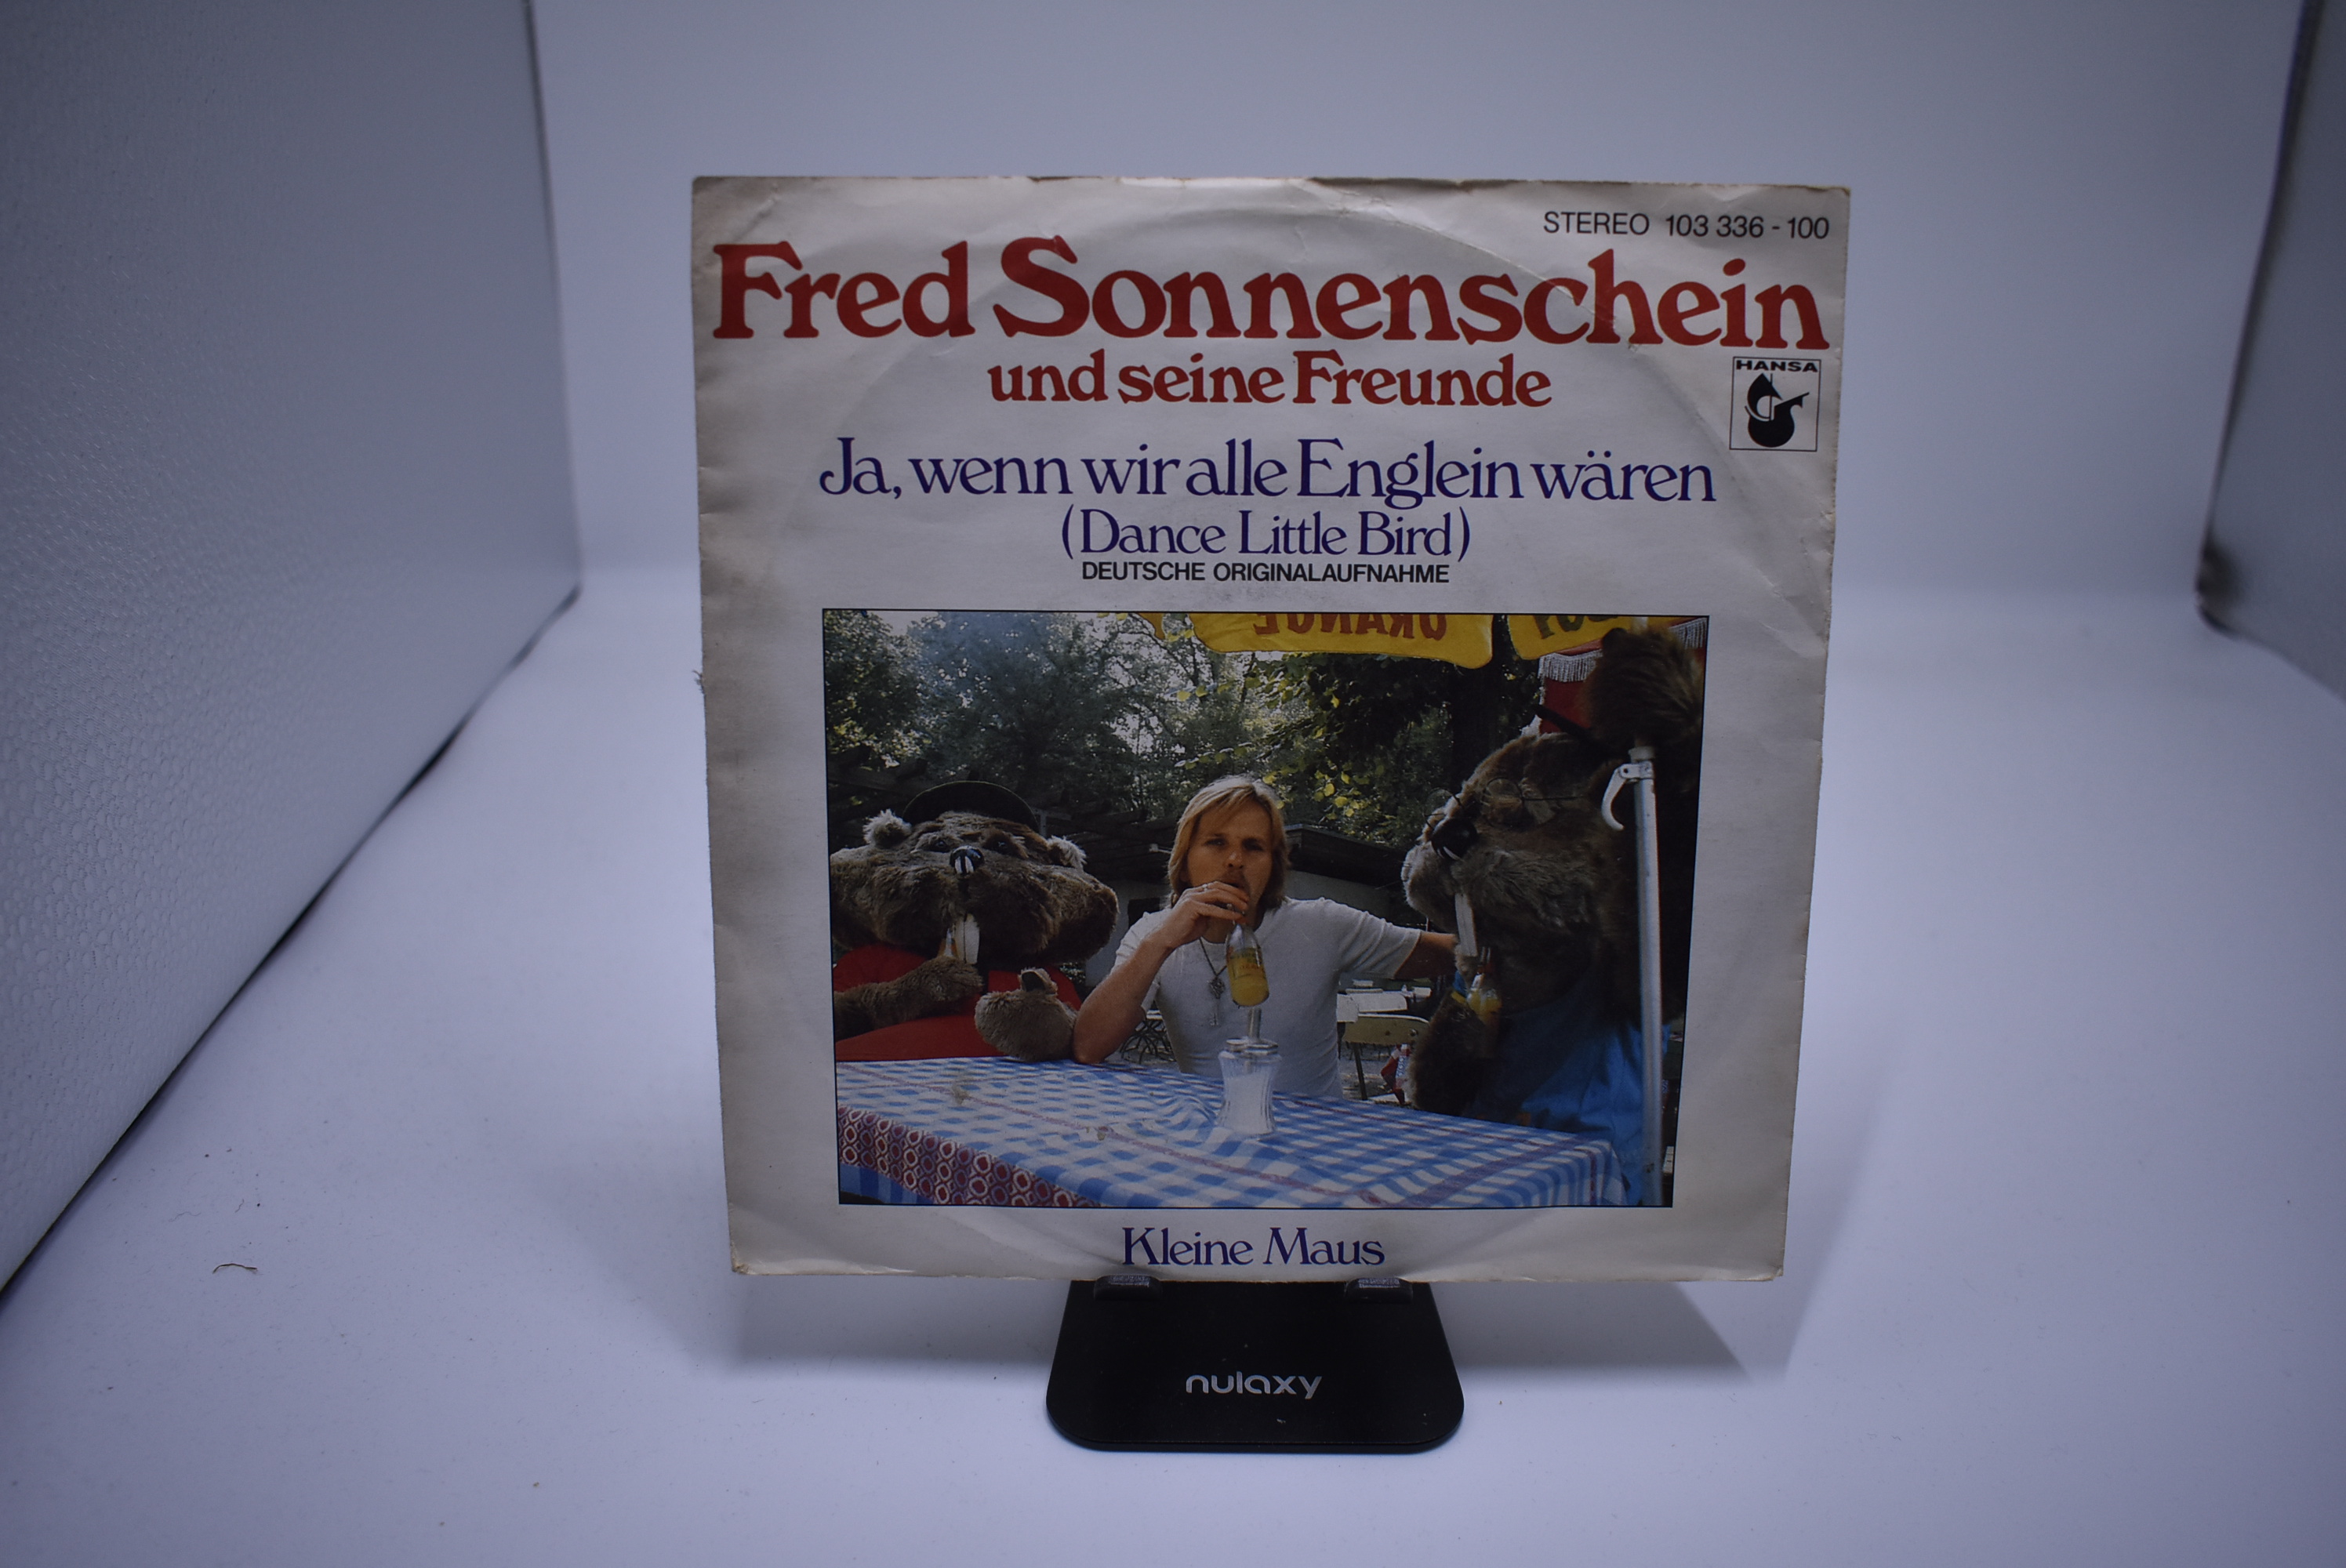 STEREO 103 336 - 100
Fred Sonnenschein
und seine Freunde
HANSA
Ja, wenn wir alle Englein wären
(Dance Little Bird)
DEUTSCHE ORIGINALAUFNAHME
ORANGE
Kleine Maus
nulaxy